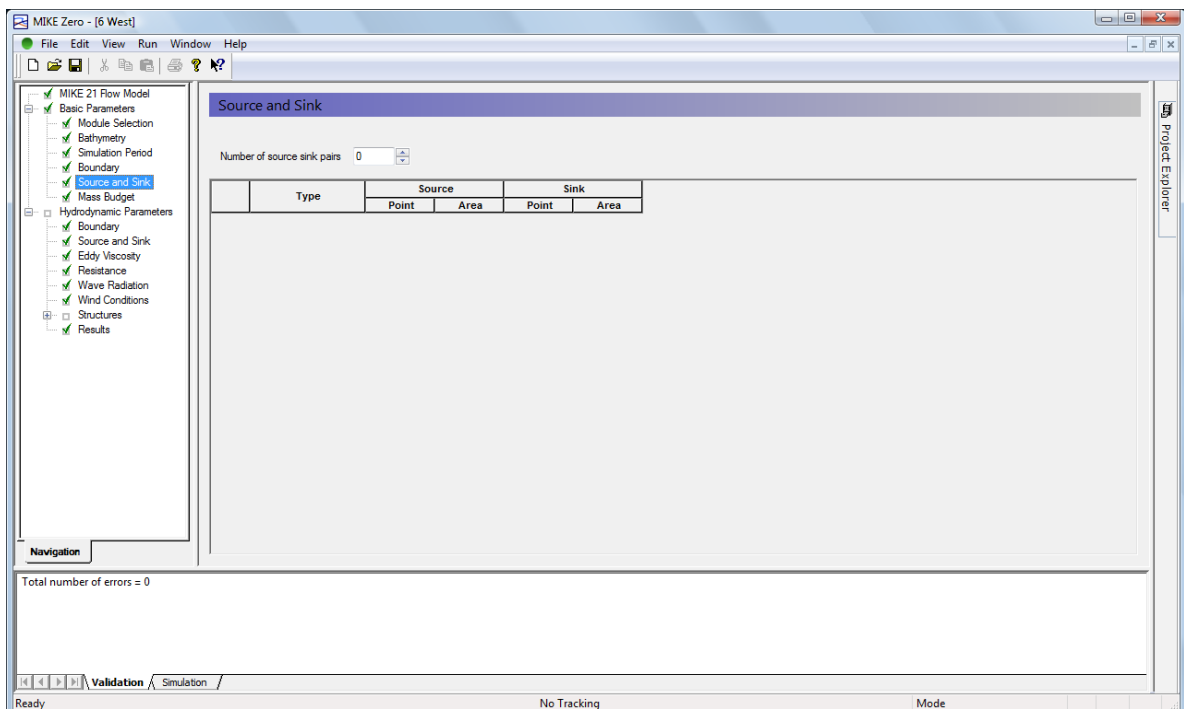 MIKE Zero - [6 West]
File Edit View Run Window Help
MIKE 21 Flow Model
Basic Parameters
Module Selection
Bathymetry
Simulation Period
Boundary
Source and Sink
Mass Budget
Hydrodynamic Parameters
Boundary
Source and Sink
Eddy Viscosity
Resistance
Wave Radiation
Wind Conditions
Structures
Results
Navigation
Source and Sink
Number of source sink pairs 0
Type Source Sink
Point Area Point Area
Project Explorer
Total number of errors = 0
Validation Simulation
Ready No Tracking Mode